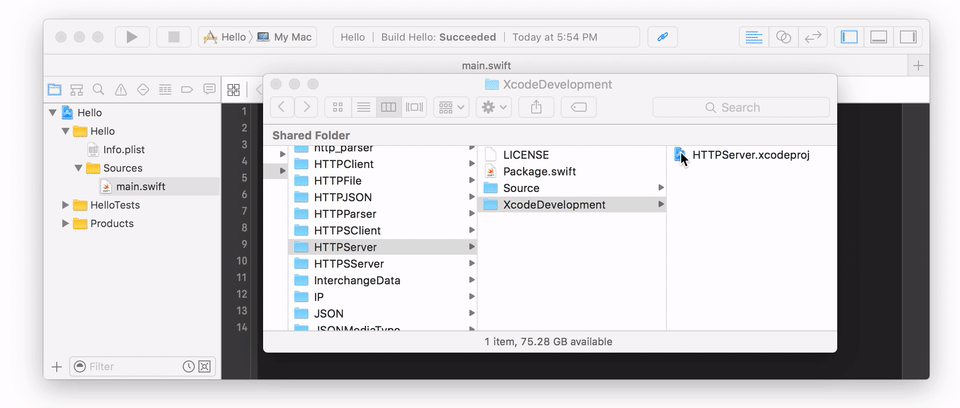 Hello
My Mac
Hello | Build Hello: Succeeded | Today at 5:54 PM
main.swift
XcodeDevelopment
Search
Shared Folder
Hello
Hello
Info.plist
Sources
main.swift
HelloTests
Products
Filter
1
2
3
4
5
6
7
8
9
10
11
12
13
14
http_parser
HTTPClient
HTTPFile
HTTPJSON
HTTPParser
HTTPSClient
HTTPServer
HTTPSServer
InterchangeData
IP
JSON
JSONMediaType
LICENSE
Package.swift
Source
XcodeDevelopment
HTTPServer.xcodeproj
1 item, 75.28 GB available